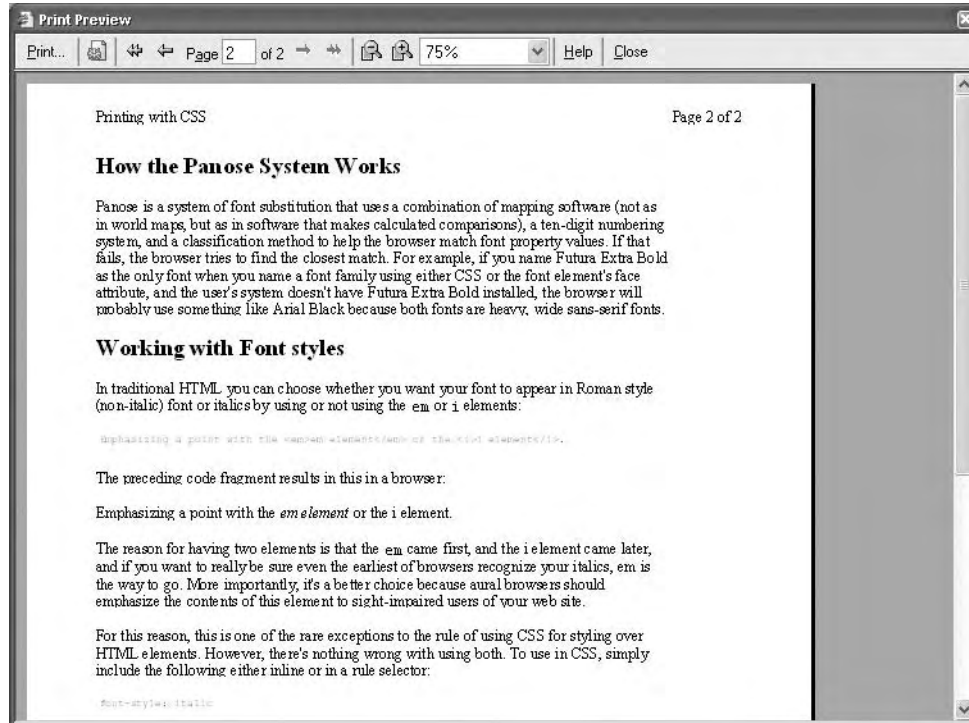 Print Preview
Print... Page 2 of 2 75% Help Close
Printing with CSS Page 2 of 2
How the Panose System Works
Panose is a system of font substitution that uses a combination of mapping software (not as
in world maps, but as in software that makes calculated comparisons), a ten-digit numbering
system, and a classification method to help the browser match font property values. If that
fails, the browser tries to find the closest match. For example, if you name Futura Extra Bold
as the only font when you name a font family using either CSS or the font element's face
attribute, and the user's system doesn't have Futura Extra Bold installed, the browser will
probably use something like Arial Black because both fonts are heavy, wide sans-serif fonts.
Working with Font styles
In traditional HTML you can choose whether you want your font to appear in Roman style
(non-italic) font or italics by using or not using the em or i elements:
Emphasizing a point with the <em>em element</em> or the <i>i element</i>.
The preceding code fragment results in this in a browser:
Emphasizing a point with the em element or the i element.
The reason for having two elements is that the em came first, and the i element came later,
and if you want to really be sure even the earliest of browsers recognize your italics, em is
the way to go. More importantly, it's a better choice because aural browsers should
emphasize the contents of this element to sight-impaired users of your web site.
For this reason, this is one of the rare exceptions to the rule of using CSS for styling over
HTML elements. However, there's nothing wrong with using both. To use in CSS, simply
include the following either inline or in a rule selector:
font-style: italic